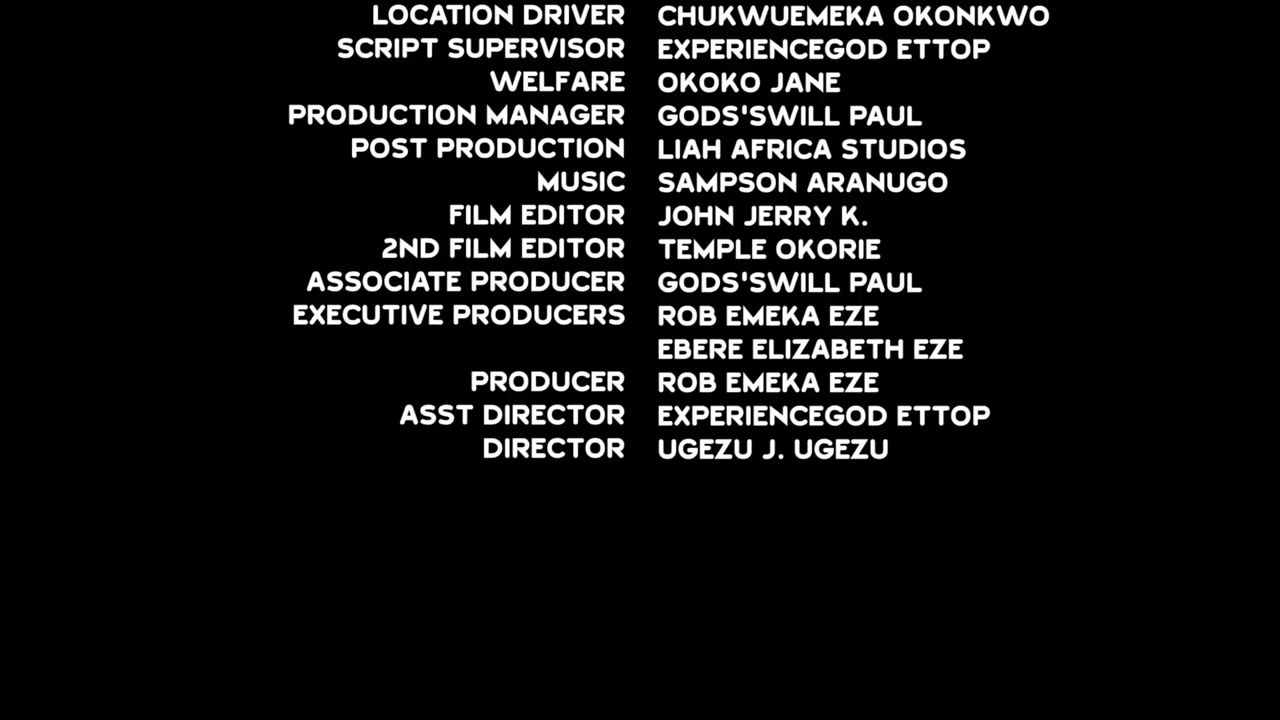 LOCATION DRIVER CHUKWUEMEKA OKONKWO
SCRIPT SUPERVISOR EXPERIENCEGOD ETTOP
WELFARE OKOKO JANE
PRODUCTION MANAGER GODS'SWILL PAUL
POST PRODUCTION LIAH AFRICA STUDIOS
MUSIC SAMPSON ARANUGO
FILM EDITOR JOHN JERRY K.
2ND FILM EDITOR TEMPLE OKORIE
ASSOCIATE PRODUCER GODS'SWILL PAUL
EXECUTIVE PRODUCERS ROB EMEKA EZE
EBERE ELIZABETH EZE
PRODUCER ROB EMEKA EZE
ASST DIRECTOR EXPERIENCEGOD ETTOP
DIRECTOR UGEZU J. UGEZU